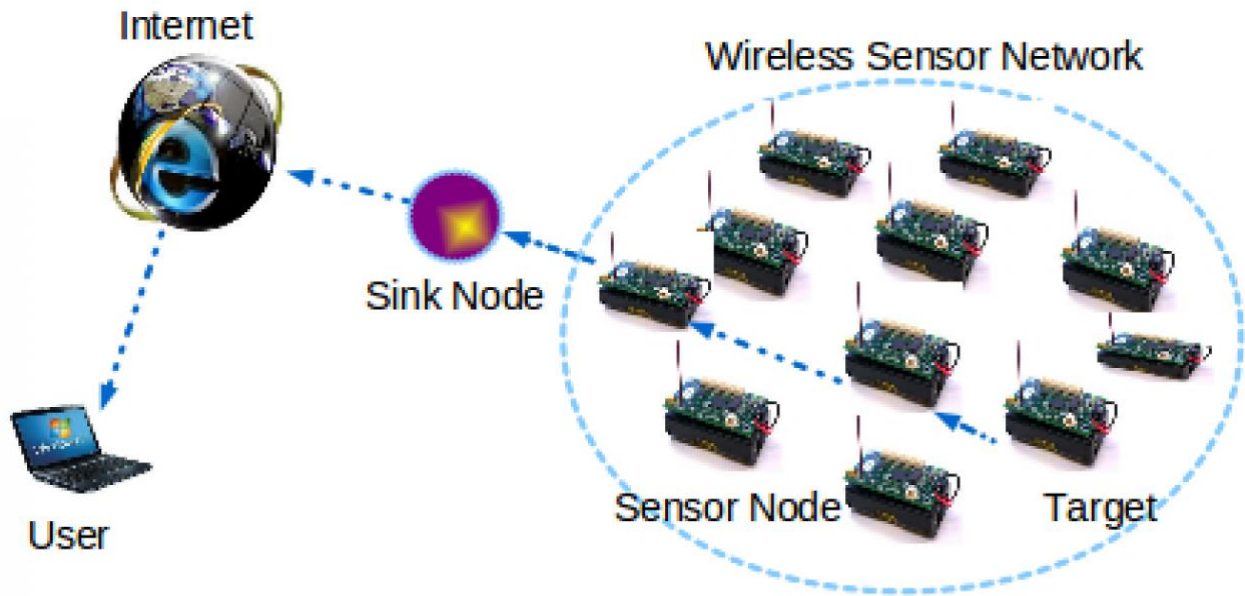 Internet
Wireless Sensor Network
Sink Node
Sensor Node
Target
User